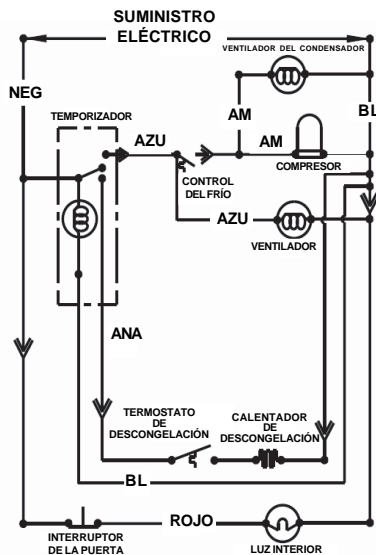 SUMINISTRO
ELÉCTRICO
VENTILADOR DEL CONDENSADOR
NEG
AM
BL
TEMPORIZADOR
AZU
AM
COMPRESOR
CONTROL
DEL FRÍO
AZU
VENTILADOR
ANA
TERMOSTATO
DE
DESCONGELACIÓN
CALENTADOR
DE
DESCONGELACIÓN
BL
ROJO
INTERRUPTOR
DE LA PUERTA
LUZ INTERIOR